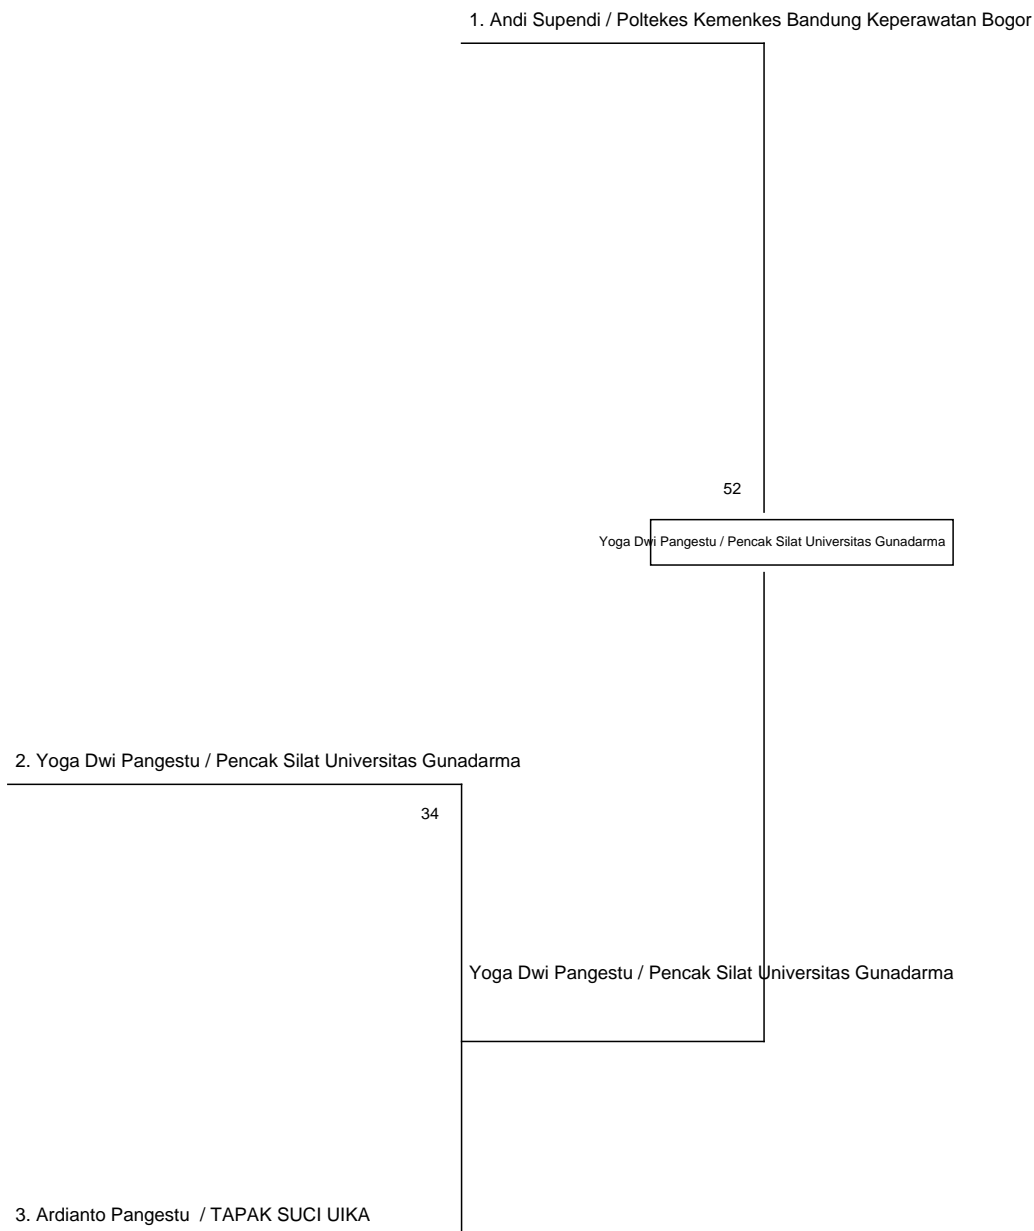 1. Andi Supendi / Poltekes Kemenkes Bandung Keperawatan Bogor
52
Yoga Dwi Pangestu / Pencak Silat Universitas Gunadarma
2. Yoga Dwi Pangestu / Pencak Silat Universitas Gunadarma
34
Yoga Dwi Pangestu / Pencak Silat Universitas Gunadarma
3. Ardianto Pangestu  / TAPAK SUCI UIKA